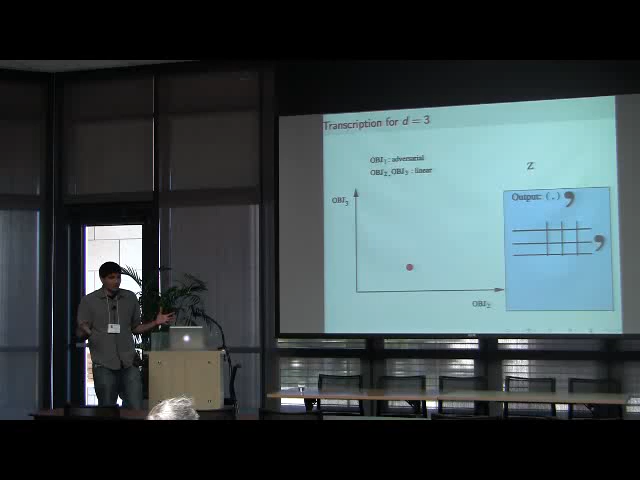 Transcription for d = 3
OBJ1: adversarial
OBJ2, OBJ3: linear
z
OBJ3
Output: (.) ,
,
OBJ2